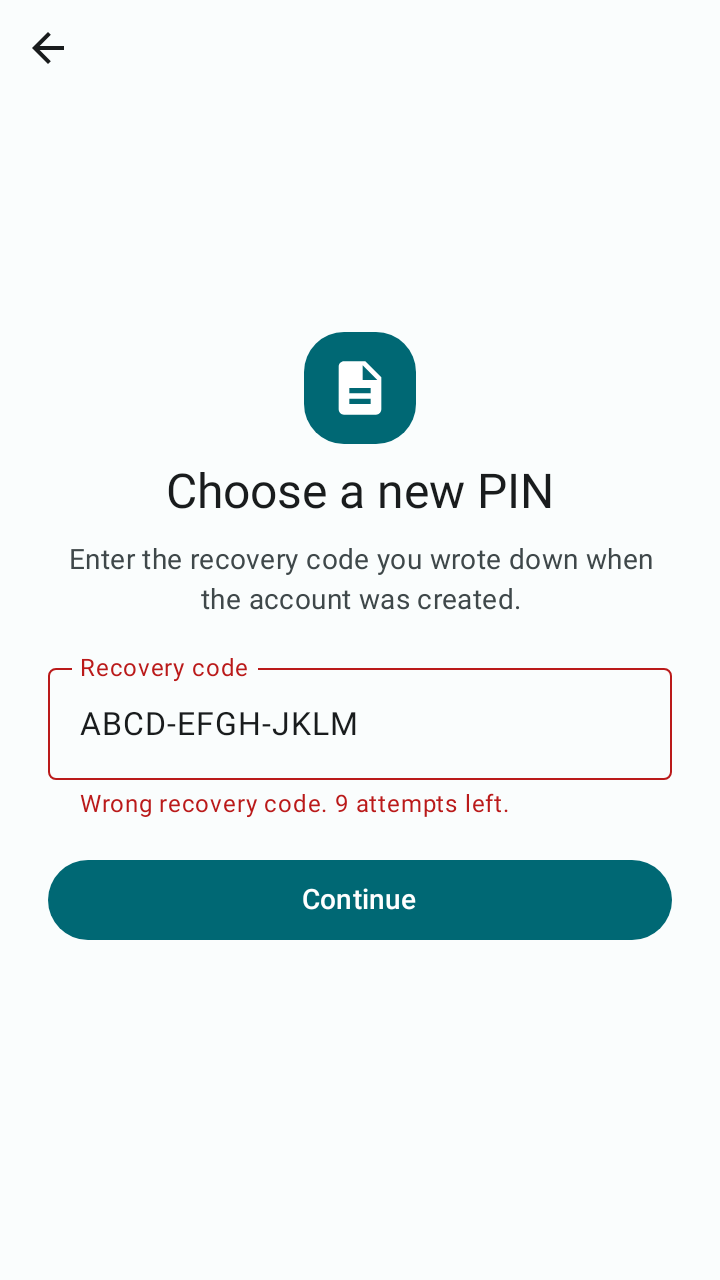 Choose a new PIN
Enter the recovery code you wrote down when
the account was created.
Recovery code
ABCD-EFGH-JKLM
Wrong recovery code. 9 attempts left.
Continue